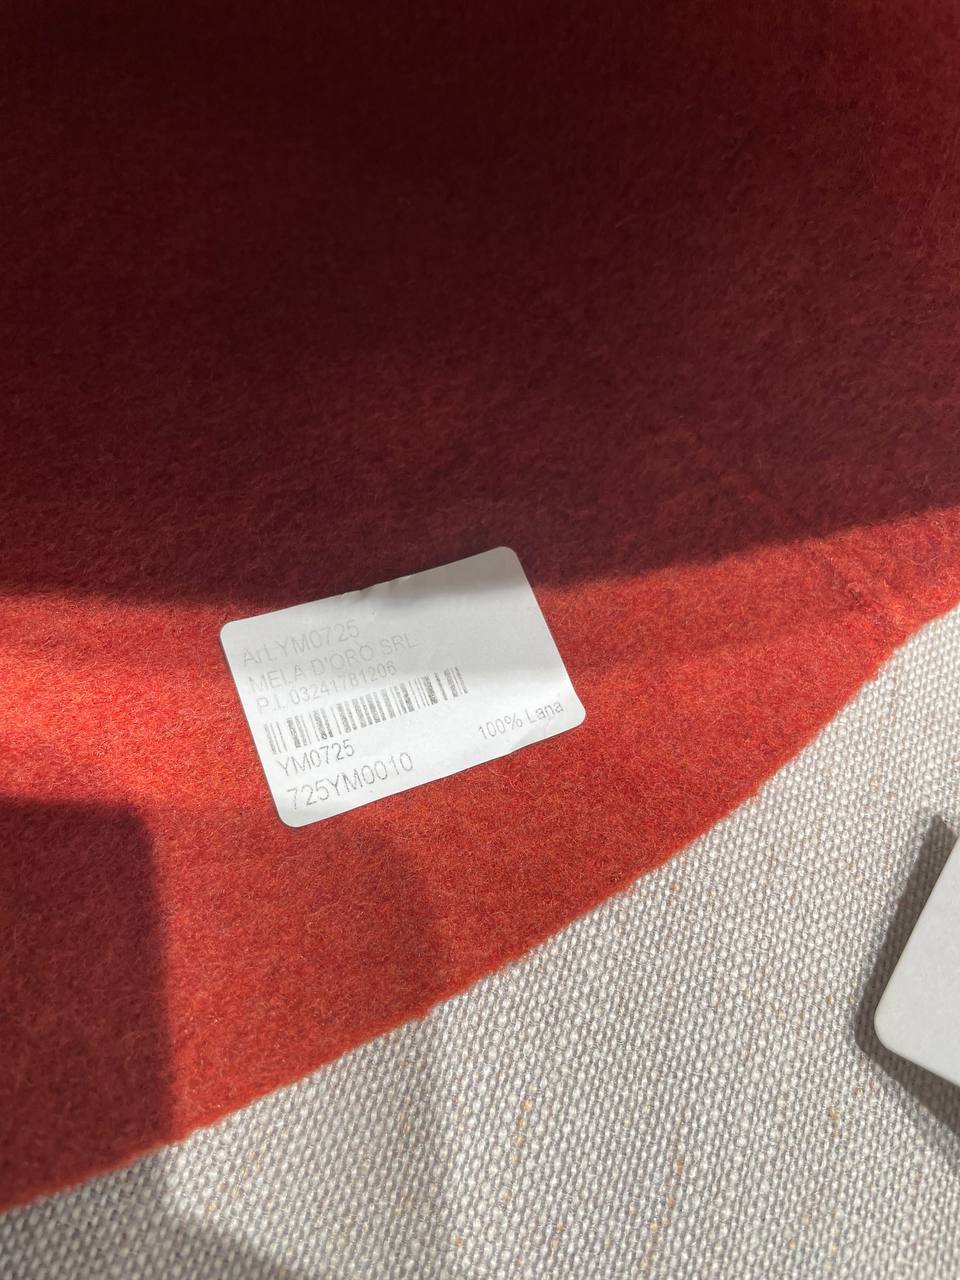 Art.YM0725
MELA D'ORO SRL
P.I. 03241781206
YM0725
725YM0010
100% Lana